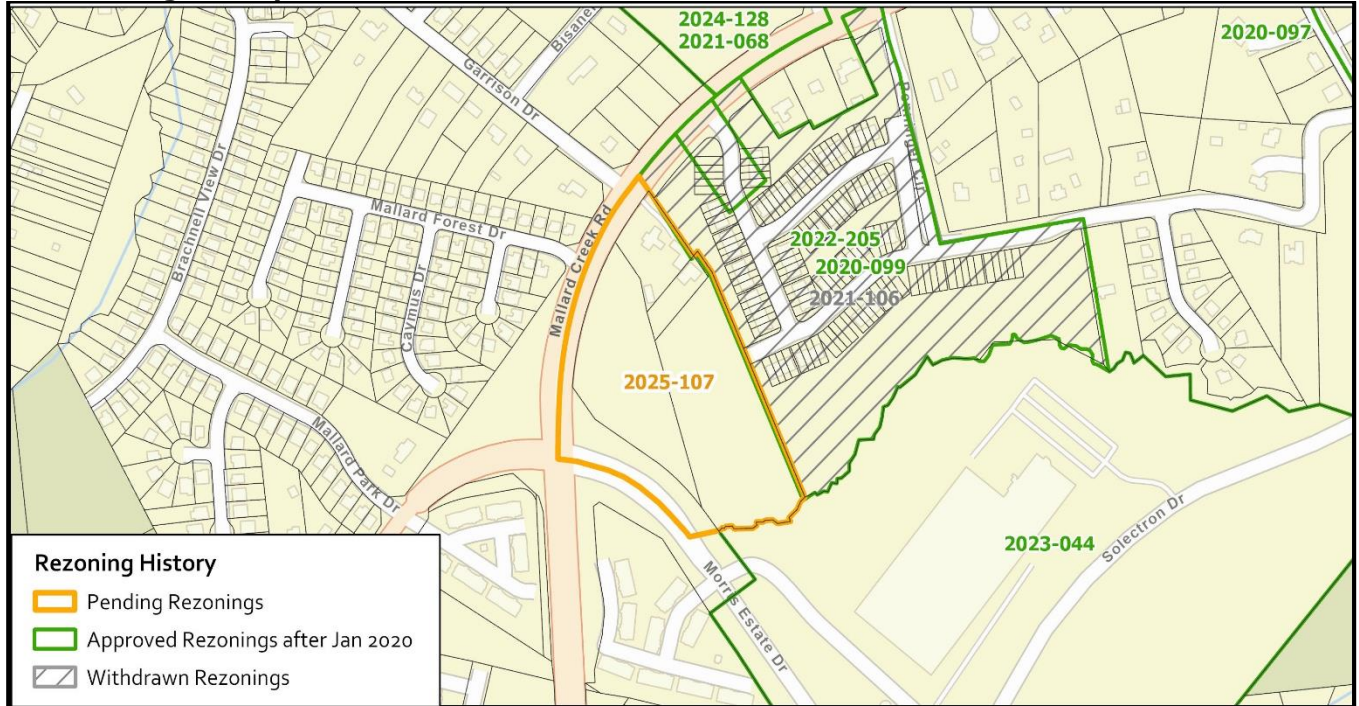 2024-128
2021-068
2020-097
Bisaner
Garrison Dr
Brachnell View Dr
Mallard Forest Dr
Caymus Dr
Mallard Creek Rd
2022-205
2020-099
2021-106
2025-107
Mallard Park Dr
2023-044
Solectron Dr
Morris Estate Dr
Rezoning History
Pending Rezonings
Approved Rezonings after Jan 2020
Withdrawn Rezonings